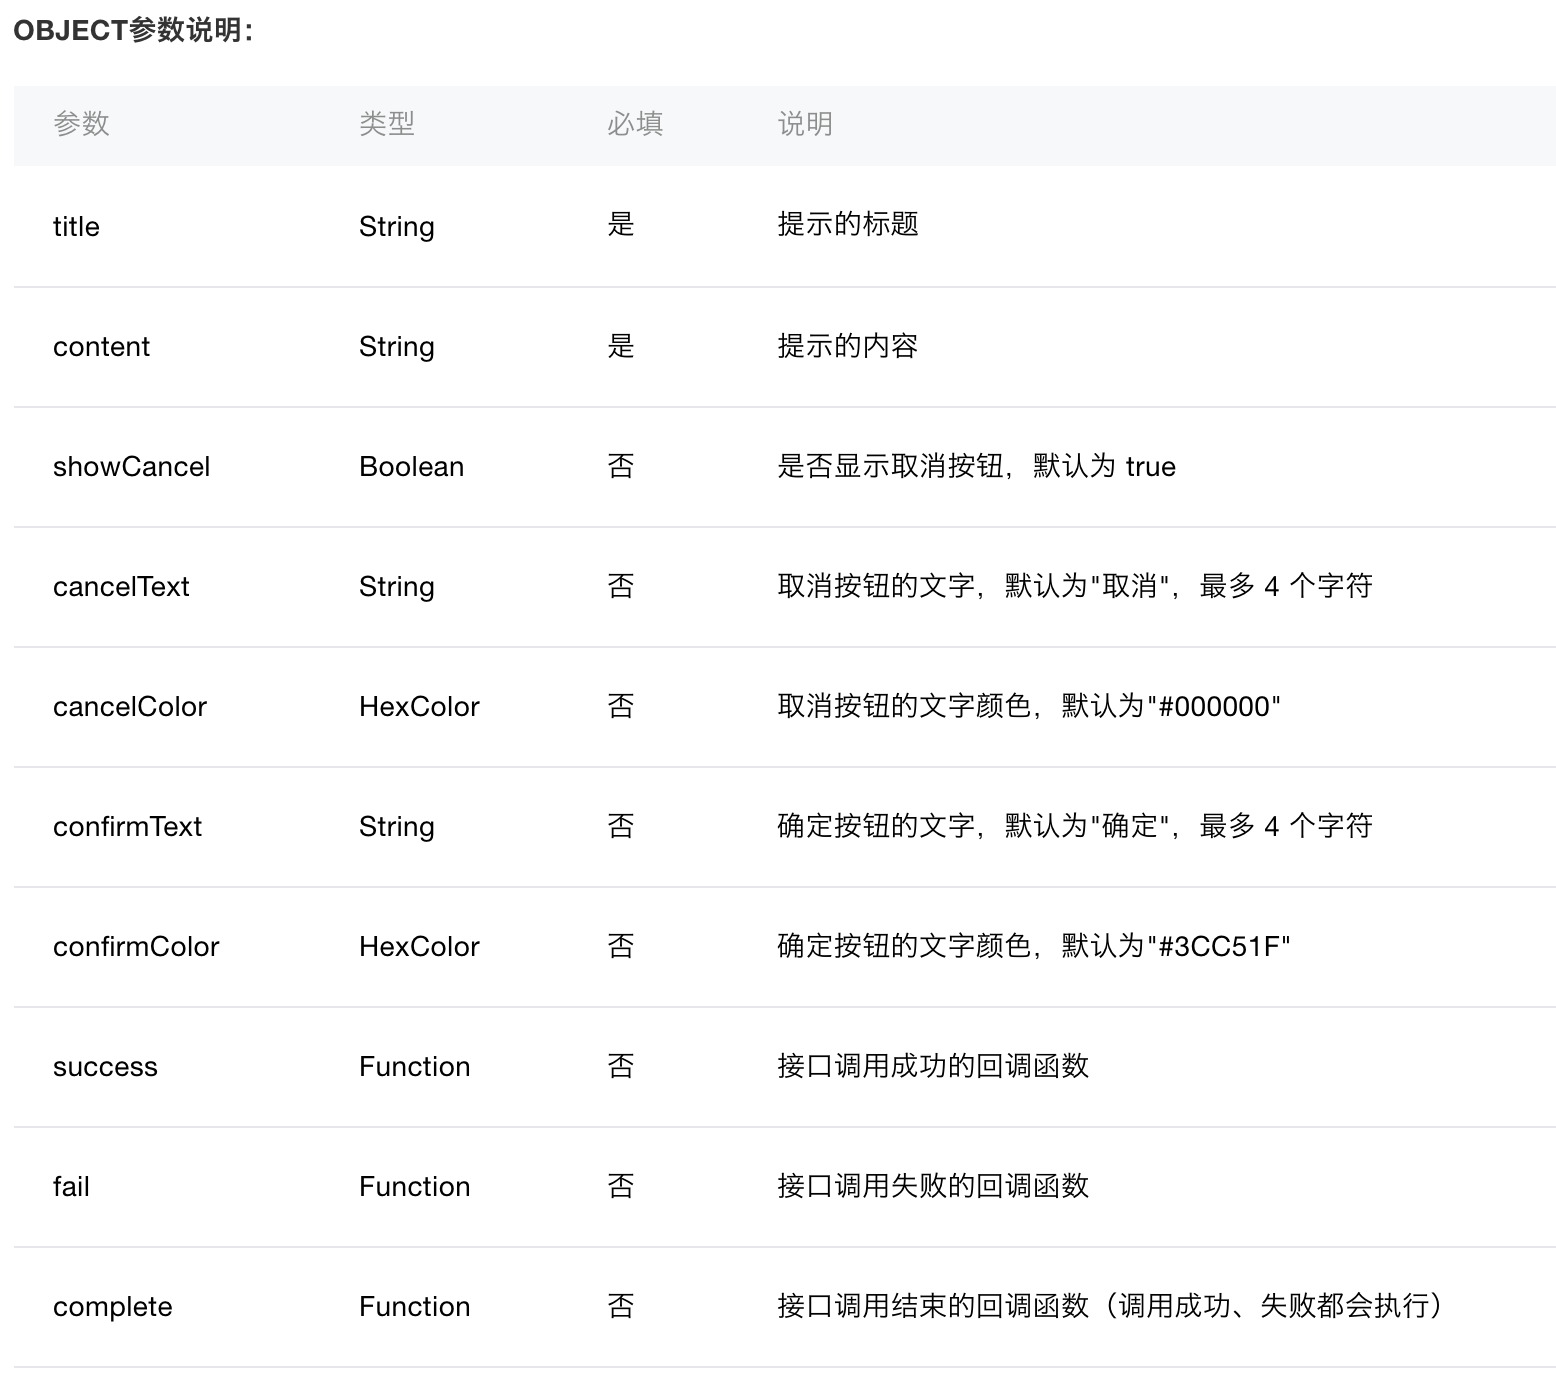 OBJECT参数说明：
参数 类型 必填 说明
title String 是 提示的标题
content String 是 提示的内容
showCancel Boolean 否 是否显示取消按钮，默认为 true
cancelText String 否 取消按钮的文字，默认为"取消"，最多 4 个字符
cancelColor HexColor 否 取消按钮的文字颜色，默认为"#000000"
confirmText String 否 确定按钮的文字，默认为"确定"，最多 4 个字符
confirmColor HexColor 否 确定按钮的文字颜色，默认为"#3CC51F"
success Function 否 接口调用成功的回调函数
fail Function 否 接口调用失败的回调函数
complete Function 否 接口调用结束的回调函数（调用成功、失败都会执行）